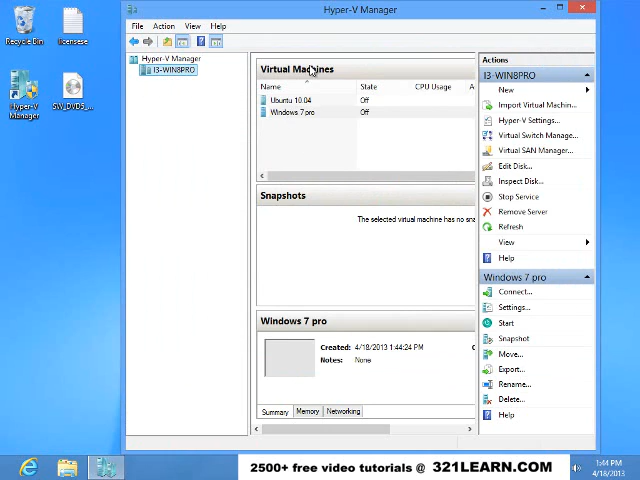 Hyper-V Manager
File Action View Help
Recycle Bin
licensese
Hyper-V
Manager
SW_DVD5_...
Hyper-V Manager
I3-WIN8PRO
Virtual Machines
Name State CPU Usage A
Ubuntu 10.04 Off
Windows 7 pro Off
Snapshots
The selected virtual machine has no sna
Windows 7 pro
Created: 4/18/2013 1:44:24 PM C
Notes: None
Summary Memory Networking
Actions
I3-WIN8PRO
New
Import Virtual Machin...
Hyper-V Settings...
Virtual Switch Manage...
Virtual SAN Manager...
Edit Disk...
Inspect Disk...
Stop Service
Remove Server
Refresh
View
Help
Windows 7 pro
Connect...
Settings...
Start
Snapshot
Move...
Export...
Rename...
Delete...
Help
2500+ free video tutorials @ 321LEARN.COM
1:44 PM
4/18/2013